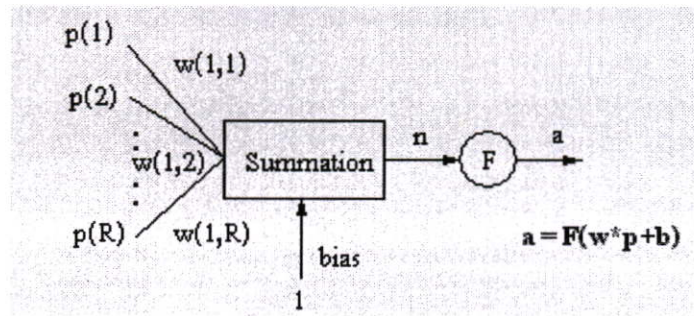 p(1)
w(1,1)
p(2)
w(1,2)
p(R)
w(1,R)
Summation
n
F
a
bias
1
a = F(w*p+b)